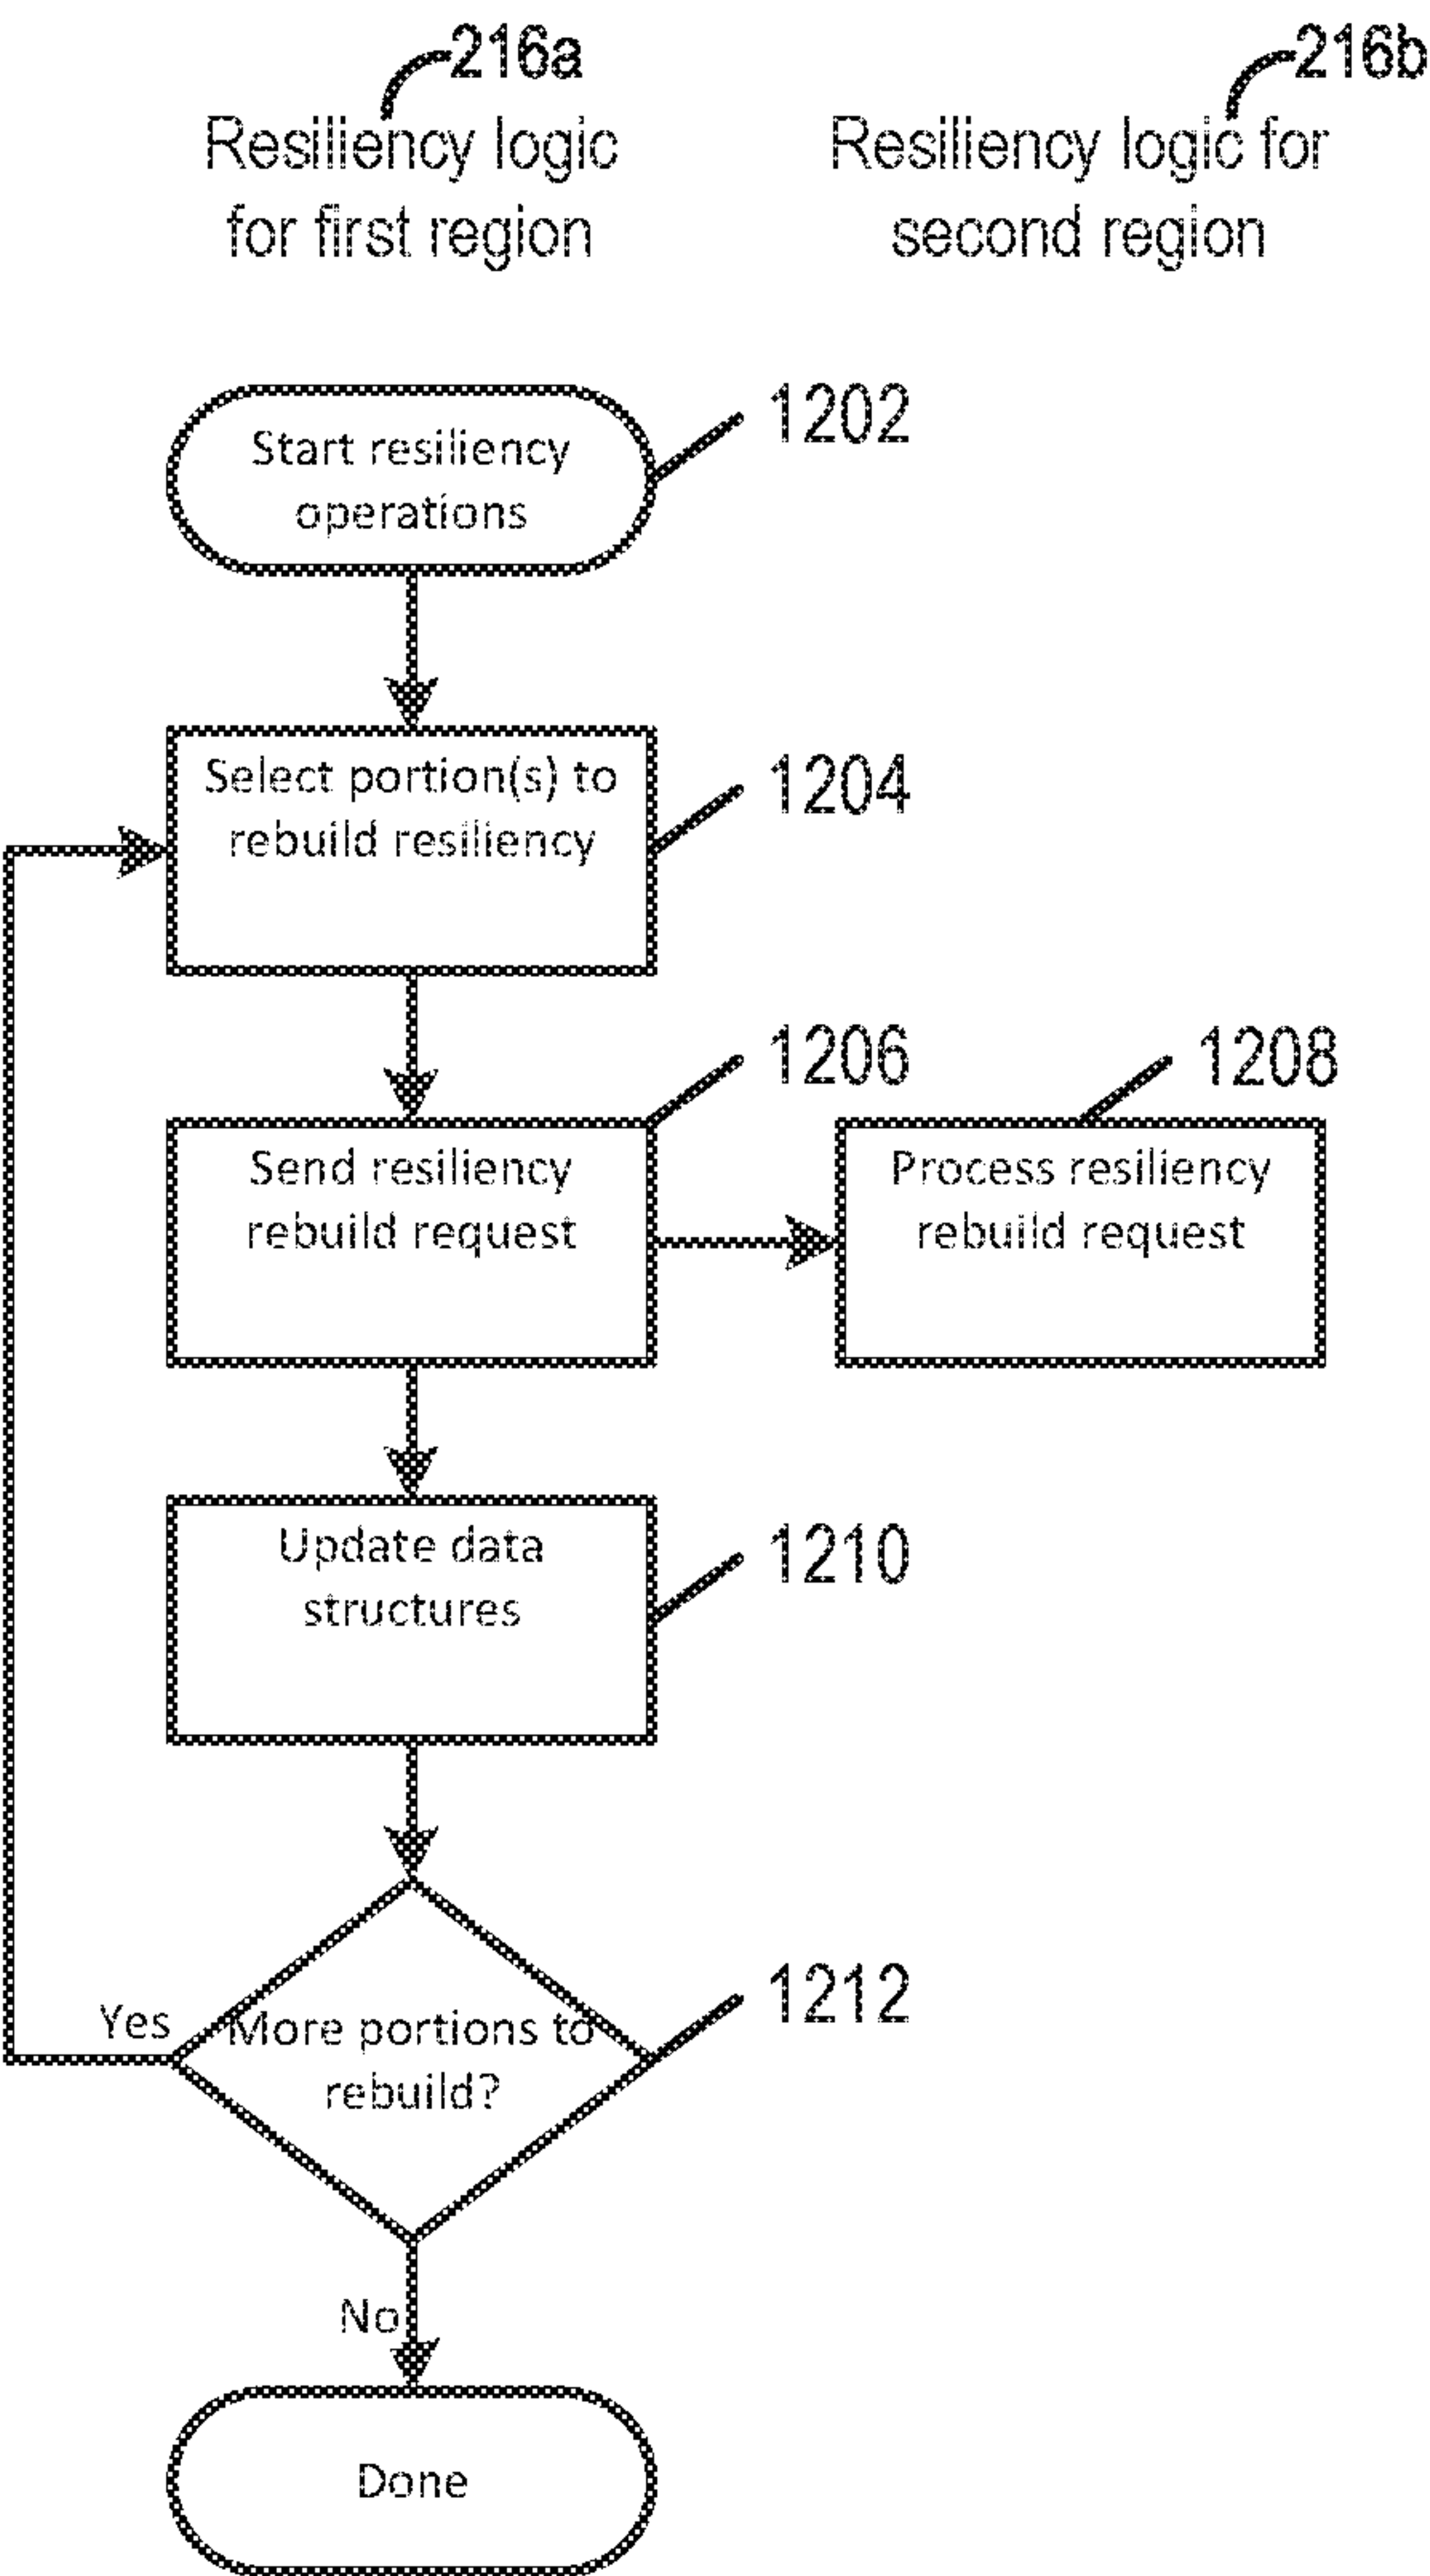 216a
216b
Resiliency logic
for first region
Resiliency logic for
second region
Start resiliency
operations
1202
Select portion(s) to
rebuild resiliency
1204
Send resiliency
rebuild request
1206
Process resiliency
rebuild request
1208
Update data
structures
1210
More portions to
rebuild?
1212
Yes
No
Done